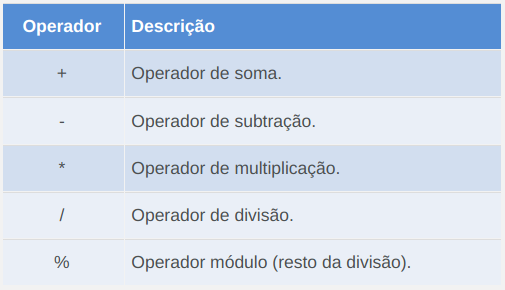 Operador Descrição
+ Operador de soma.
- Operador de subtração.
* Operador de multiplicação.
/ Operador de divisão.
% Operador módulo (resto da divisão).